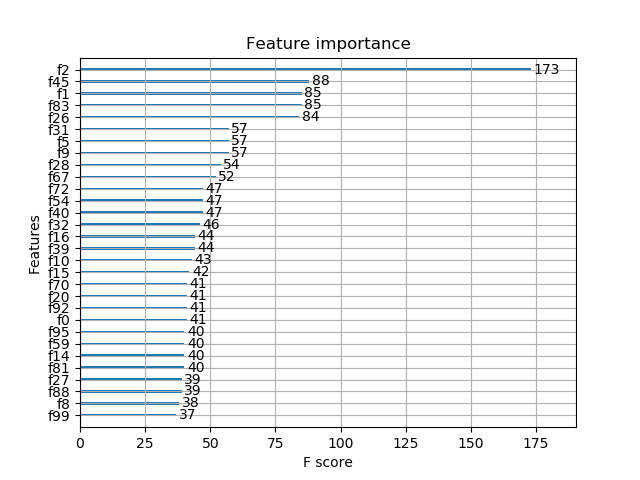 Feature importance
f2 173
f45 88
f1 85
f83 85
f26 84
f31 57
f5 57
f9 57
f28 54
f67 52
f72 47
f54 47
f40 47
f32 46
f16 44
f39 44
f10 43
f15 42
f70 41
f20 41
f92 41
f0 41
f95 40
f59 40
f14 40
f81 40
f27 39
f88 39
f8 38
f99 37
Features
0 25 50 75 100 125 150 175
F score